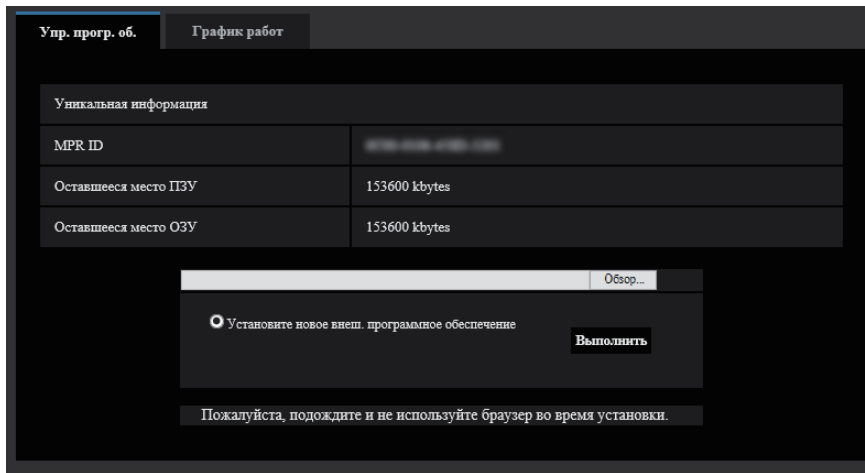 Упр. прогр. об. График работ
Уникальная информация
MPR ID
Оставшееся место ПЗУ 153600 kbytes
Оставшееся место ОЗУ 153600 kbytes
Обзор...
Установите новое внеш. программное обеспечение
Выполнить
Пожалуйста, подождите и не используйте браузер во время установки.